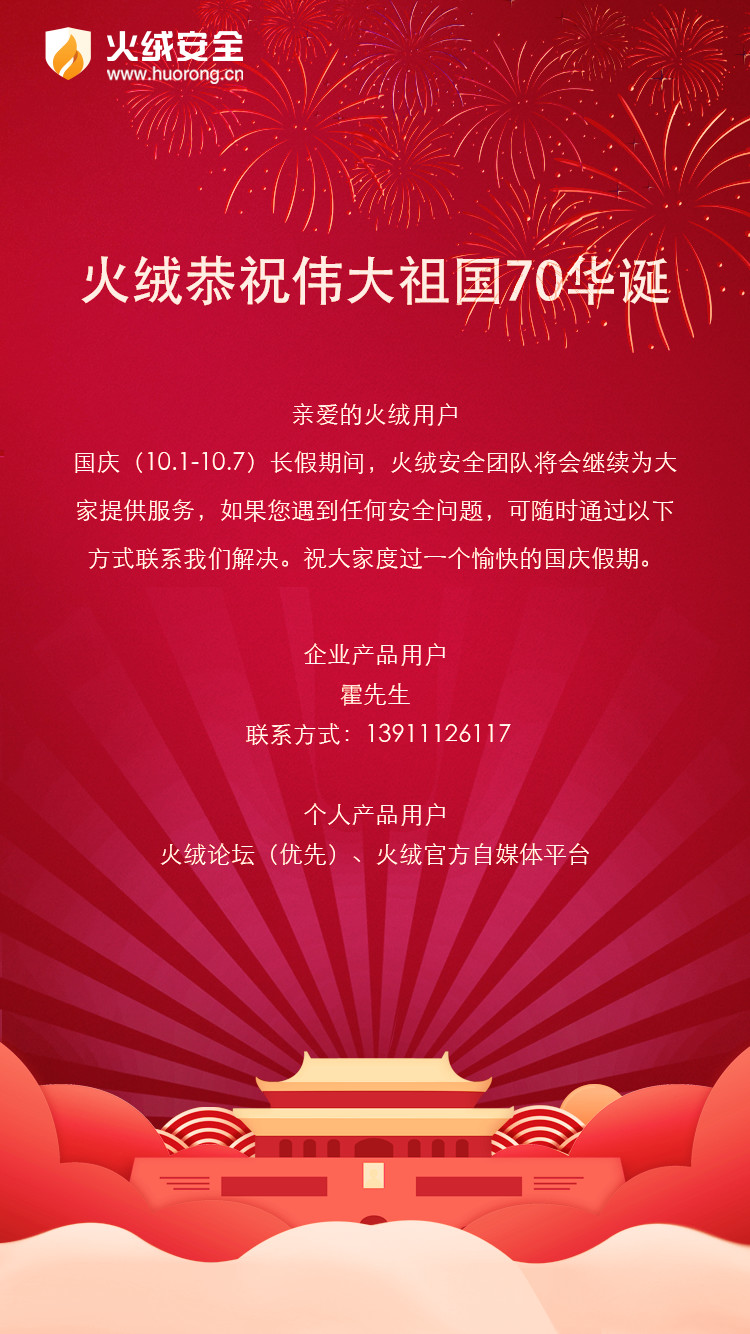 火绒安全
www.huorong.cn
火绒恭祝伟大祖国70华诞
亲爱的火绒用户
国庆（10.1-10.7）长假期间，火绒安全团队将会继续为大
家提供服务，如果您遇到任何安全问题，可随时通过以下
方式联系我们解决。祝大家度过一个愉快的国庆假期。
企业产品用户
霍先生
联系方式：13911126117
个人产品用户
火绒论坛（优先）、火绒官方自媒体平台